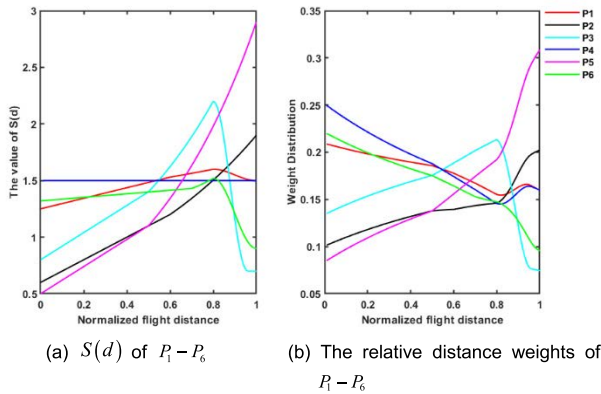 3
2.5
2
1.5
1
0.5
The value of S(d)
0 0.2 0.4 0.6 0.8 1
Normalized flight distance
(a) S(d) of P₁ – P₆
0.35
0.3
0.25
0.2
0.15
0.1
0.05
Weight Distribution
0 0.2 0.4 0.6 0.8 1
Normalized flight distance
P1
P2
P3
P4
P5
P6
(b) The relative distance weights of
P₁ – P₆